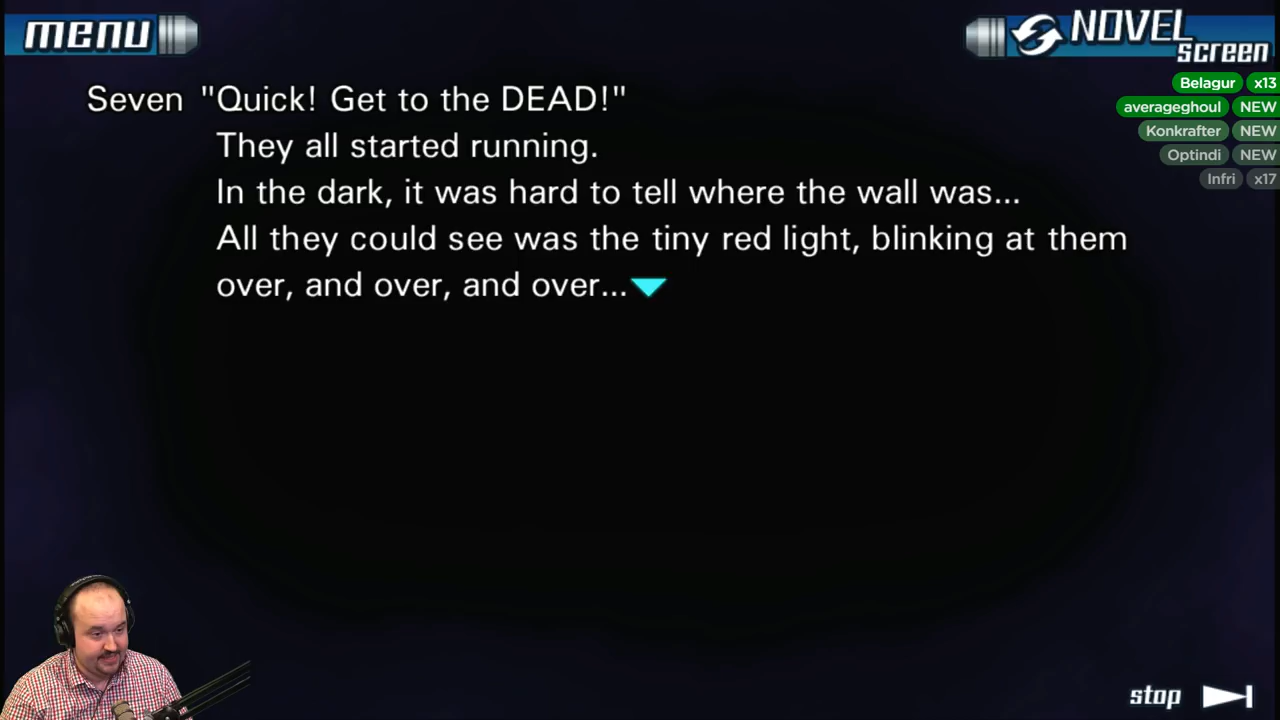 menu
NOVEL
screen
Belagur x13
averageghoul NEW
Konkrafter NEW
Optindi NEW
Infri x17
Seven "Quick! Get to the DEAD!"
They all started running.
In the dark, it was hard to tell where the wall was...
All they could see was the tiny red light, blinking at them
over, and over, and over...
stop